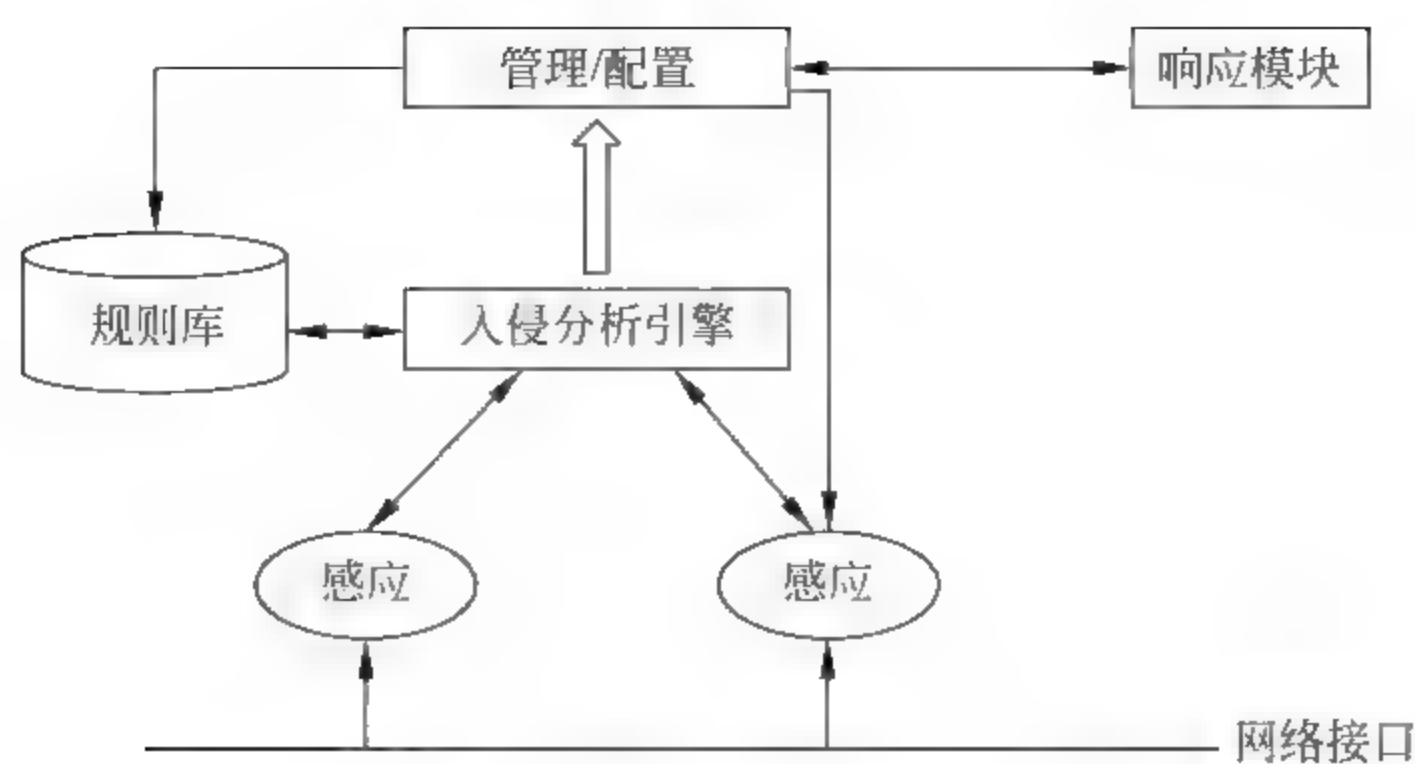 管理/配置
响应模块
规则库
入侵分析引擎
感应
感应
网络接口